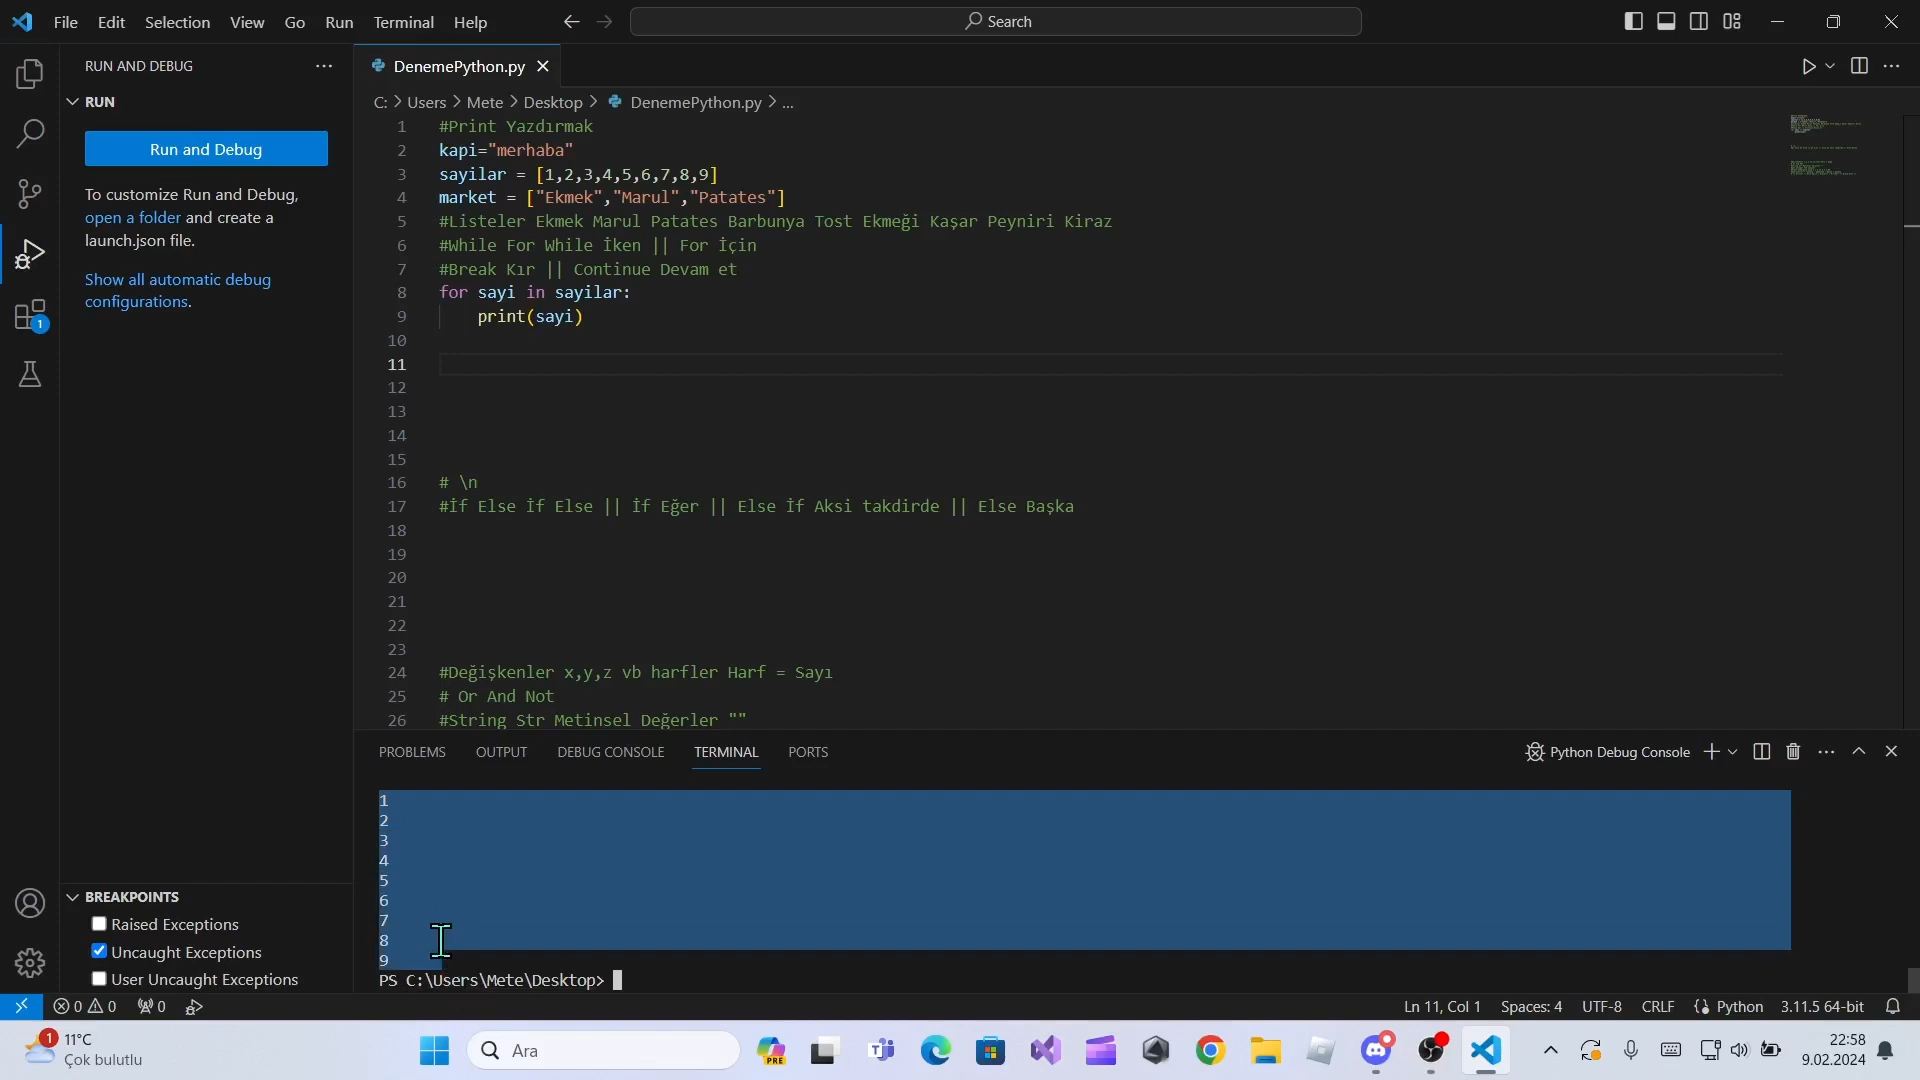 File Edit Selection View Go Run Terminal Help
Search
RUN AND DEBUG
RUN
Run and Debug
To customize Run and Debug,
open a folder and create a
launch.json file.
Show all automatic debug
configurations.
1
DenemePython.py
C: > Users > Mete > Desktop > DenemePython.py > ...
1 #Print Yazdırmak
2 kapi="merhaba"
3 sayilar = [1,2,3,4,5,6,7,8,9]
4 market = ["Ekmek","Marul","Patates"]
5 #Listeler Ekmek Marul Patates Barbunya Tost Ekmeği Kaşar Peyniri Kiraz
6 #While For While İken || For İçin
7 #Break Kır || Continue Devam et
8 for sayi in sayilar:
9 print(sayi)
10
11
12
13
14
15
16 # \n
17 #İf Else İf Else || İf Eğer || Else İf Aksi takdirde || Else Başka
18
19
20
21
22
23
24 #Değişkenler x,y,z vb harfler Harf = Sayı
25 # Or And Not
26 #String Str Metinsel Değerler ""
PROBLEMS OUTPUT DEBUG CONSOLE TERMINAL PORTS
Python Debug Console
1
2
3
4
5
6
7
8
9
PS C:\Users\Mete\Desktop>
BREAKPOINTS
Raised Exceptions
Uncaught Exceptions
User Uncaught Exceptions
0 0 0
Ln 11, Col 1 Spaces: 4 UTF-8 CRLF {} Python 3.11.5 64-bit
1
11°C
Çok bulutlu
Ara
PRE
22:58
9.02.2024